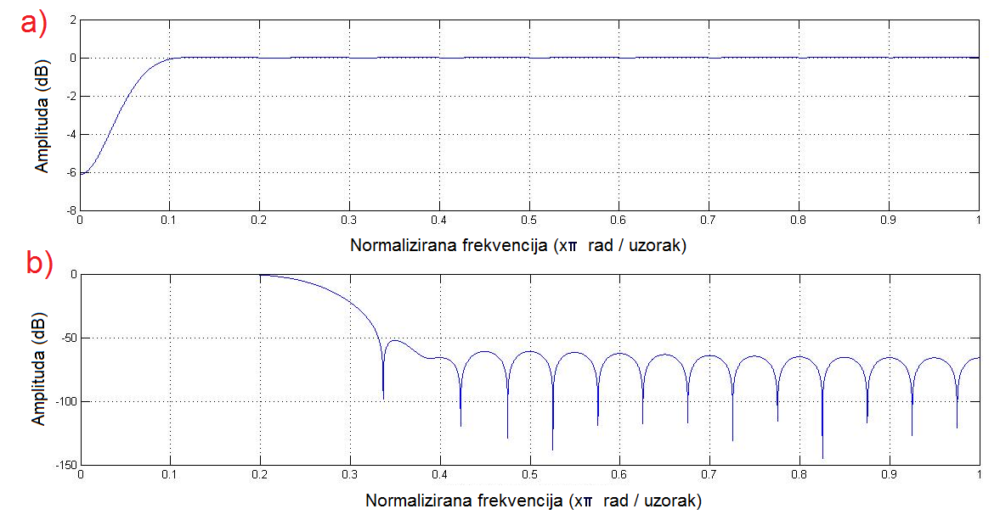 a)
Amplituda (dB)
2
0
-2
-4
-6
-8
0 0.1 0.2 0.3 0.4 0.5 0.6 0.7 0.8 0.9 1
Normalizirana frekvencija (xπ rad / uzorak)
b)
Amplituda (dB)
0
-50
-100
-150
0 0.1 0.2 0.3 0.4 0.5 0.6 0.7 0.8 0.9 1
Normalizirana frekvencija (xπ rad / uzorak)